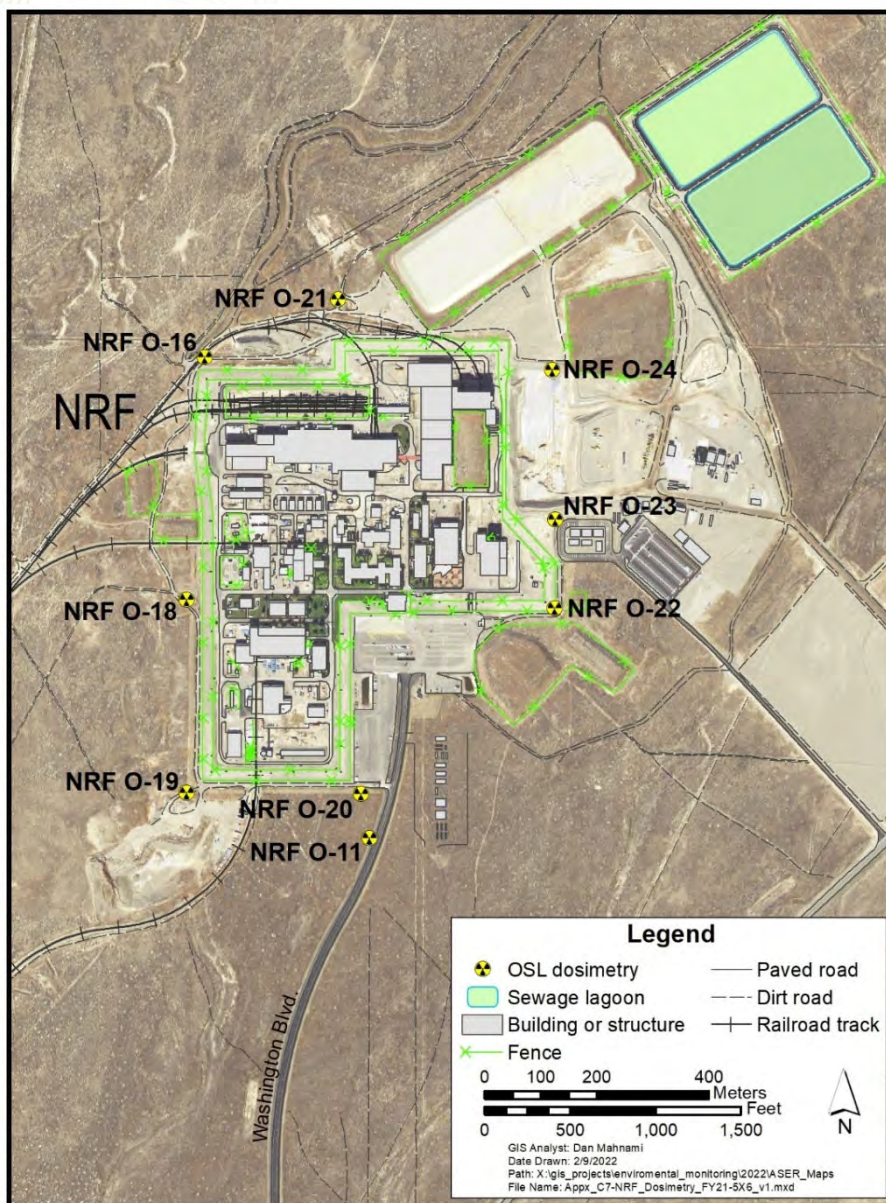 NRF O-21
NRF O-16
NRF
NRF O-24
NRF O-23
NRF O-18
NRF O-22
NRF O-19
NRF O-20
NRF O-11
Washington Blvd.
Legend
OSL dosimetry
Paved road
Sewage lagoon
Dirt road
Building or structure
Railroad track
Fence
0 100 200 400
Meters
Feet
0 500 1,000 1,500
N
GIS Analyst: Dan Mahnami
Date Drawn: 2/9/2022
Path: X:\gis_projects\enviromental_monitoring\2022\ASER_Maps
File Name: Appx_C7-NRF_Dosimetry_FY21-5X6_v1.mxd